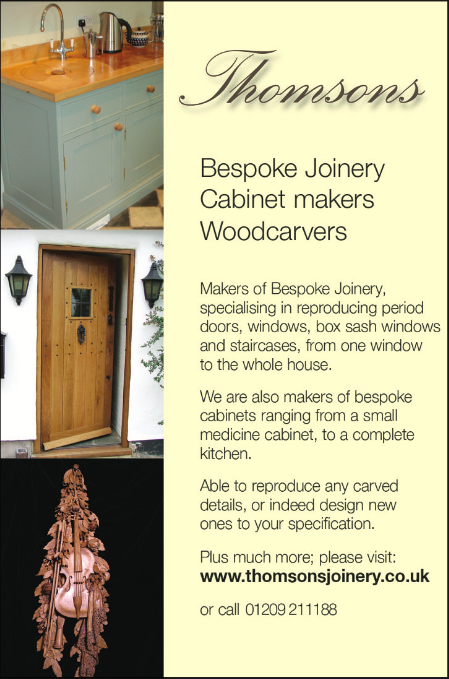 Thomsons
Bespoke Joinery
Cabinet makers
Woodcarvers
Makers of Bespoke Joinery,
specialising in reproducing period
doors, windows, box sash windows
and staircases, from one window
to the whole house.
We are also makers of bespoke
cabinets ranging from a small
medicine cabinet, to a complete
kitchen.
Able to reproduce any carved
details, or indeed design new
ones to your specification.
Plus much more; please visit:
www.thomsonsjoinery.co.uk
or call 01209 211188